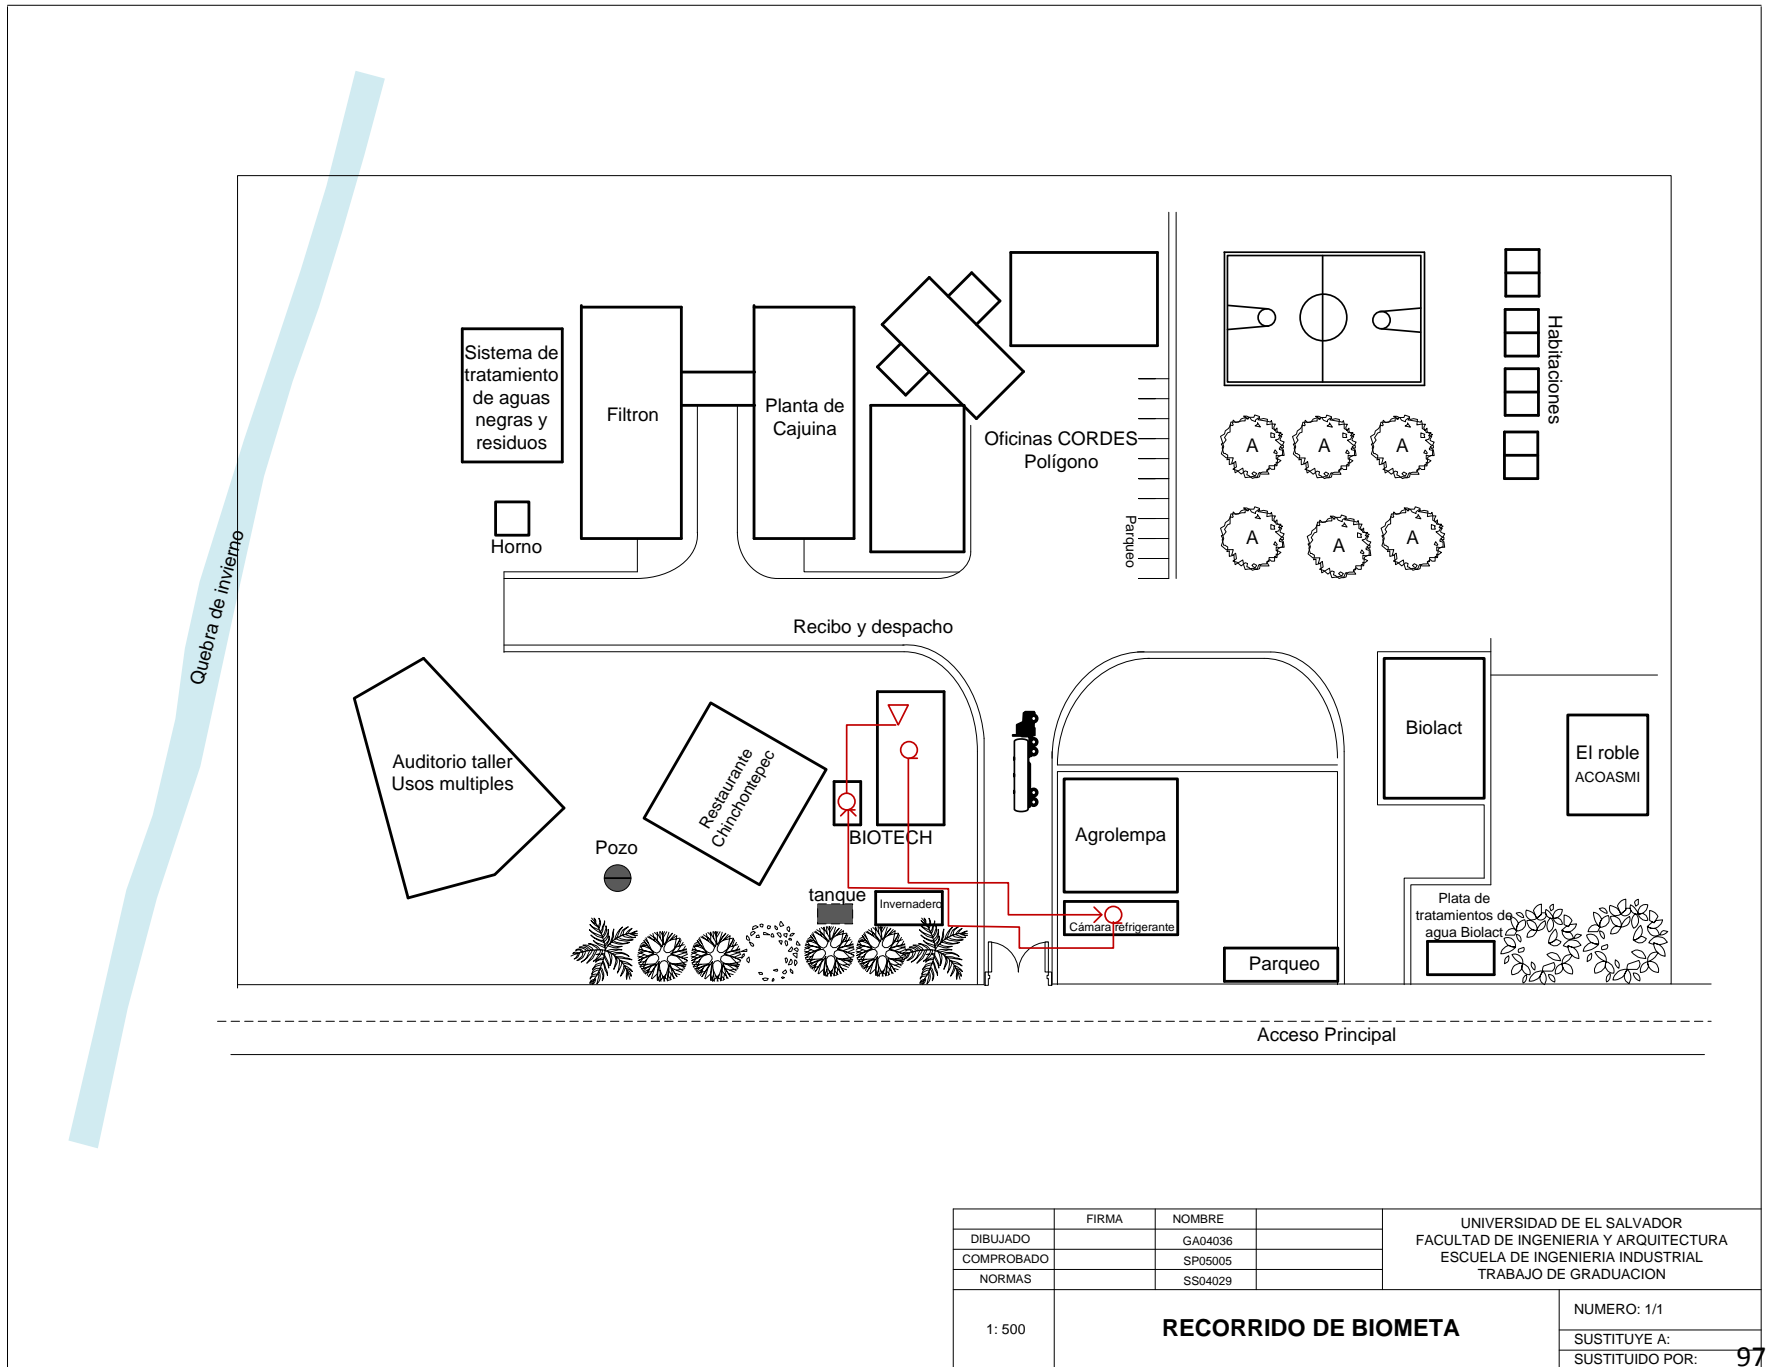 Sistema de
tratamiento
de aguas
negras y
residuos
Filtron
Planta de
Cajuina
Oficinas CORDES
Polígono
Parqueo
Habitaciones
A
A
A
A
A
A
Horno
Quebra de invierno
Recibo y despacho
Auditorio taller
Usos multiples
Restaurante
Chinchontepec
BIOTECH
Pozo
tanque
Invernadero
Agrolempa
Cámara refrigerante
Parqueo
Biolact
El roble
ACOASMI
Plata de
tratamientos de
agua Biolact
Acceso Principal
FIRMA NOMBRE
DIBUJADO GA04036
COMPROBADO SP05005
NORMAS SS04029
UNIVERSIDAD DE EL SALVADOR
FACULTAD DE INGENIERIA Y ARQUITECTURA
ESCUELA DE INGENIERIA INDUSTRIAL
TRABAJO DE GRADUACION
1: 500
RECORRIDO DE BIOMETA
NUMERO: 1/1
SUSTITUYE A:
SUSTITUIDO POR:
97